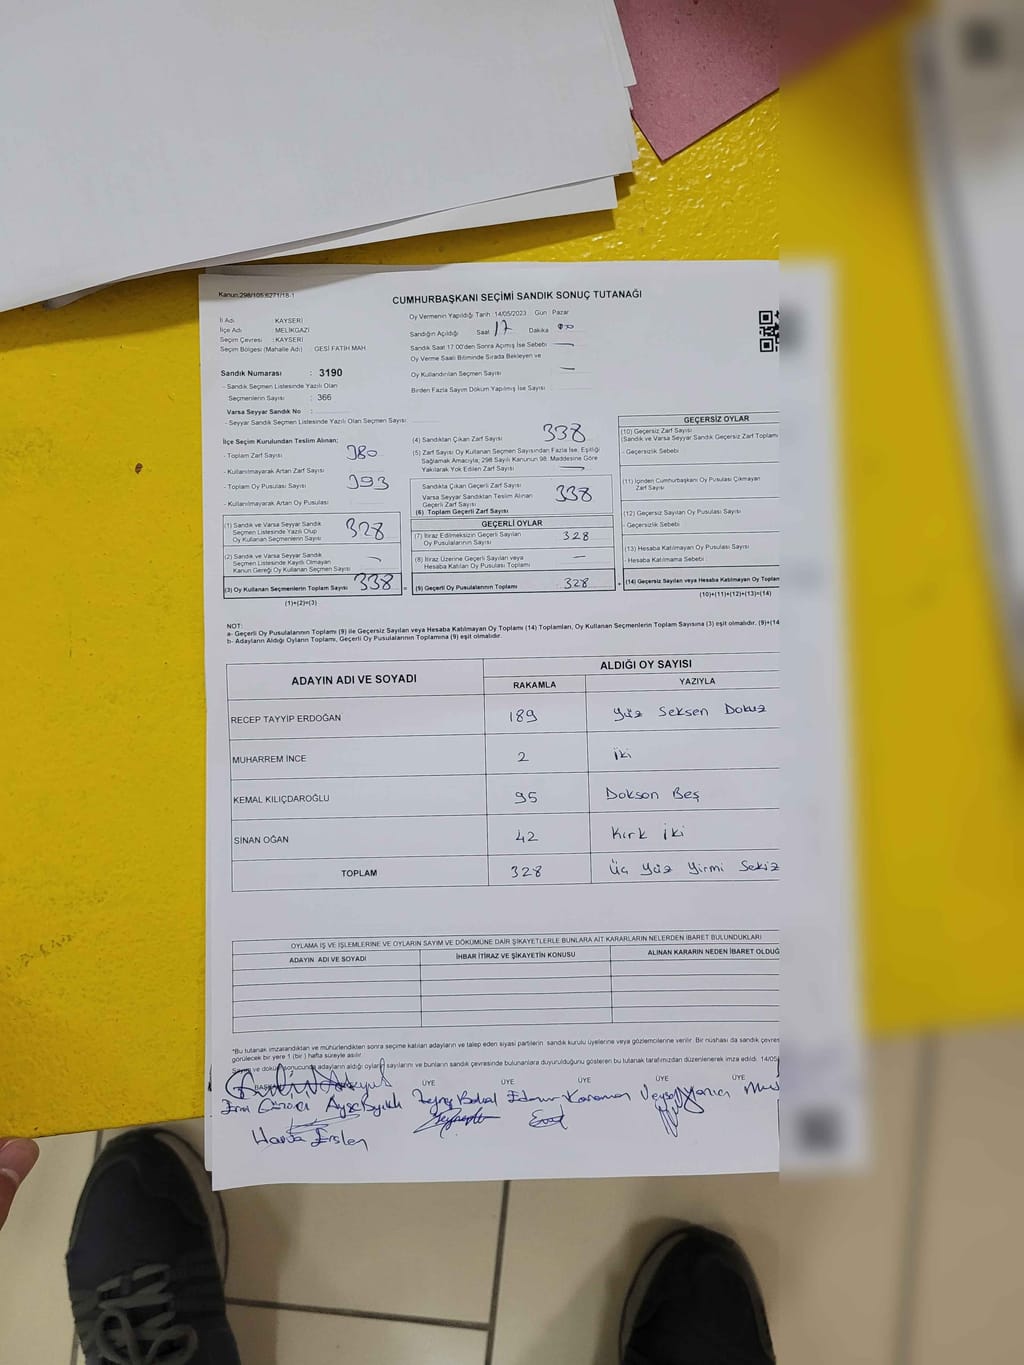 Kanun:298/105;6271/18-1
CUMHURBAŞKANI SEÇİMİ SANDIK SONUÇ TUTANAĞI
İl Adı : KAYSERİ
İlçe Adı : MELİKGAZİ
Seçim Çevresi : KAYSERİ
Seçim Bölgesi (Mahalle Adı) : GESİ FATİH MAH.
Oy Vermenin Yapıldığı Tarih : 14/05/2023 Gün : Pazar
Sandığın Açıldığı Saat 17 Dakika 00
Sandık Saat 17:00'den Sonra Açımış İse Sebebi
Oy Verme Saati Bitiminde Sırada Bekleyen ve
Oy Kullandırılan Seçmen Sayısı
Birden Fazla Sayım Döküm Yapılmış İse Sayısı
Sandık Numarası : 3190
- Sandık Seçmen Listesinde Yazılı Olan
Seçmenlerin Sayısı : 366
Varsa Seyyar Sandık No :
- Seyyar Sandık Seçmen Listesinde Yazılı Olan Seçmen Sayısı :
İlçe Seçim Kurulundan Teslim Alınan;
- Toplam Zarf Sayısı 380
- Kullanılmayarak Artan Zarf Sayısı
- Toplam Oy Pusulası Sayısı 393
- Kullanılmayarak Artan Oy Pusulası
(1) Sandık ve Varsa Seyyar Sandık
Seçmen Listesinde Yazılı Olup
Oy Kullanan Seçmenlerin Sayısı 328
(2) Sandık ve Varsa Seyyar Sandık
Seçmen Listesinde Kayıtlı Olmayan
Kanun Gereği Oy Kullanan Seçmen Sayısı
(3) Oy Kullanan Seçmenlerin Toplam Sayısı 338
(1)+(2)=(3)
(4) Sandıktan Çıkan Zarf Sayısı 338
(5) Zarf Sayısı Oy Kullanan Seçmen Sayısından Fazla İse, Eşitliği
Sağlamak Amacıyla; 298 Sayılı Kanunun 98. Maddesine Göre
Yakılarak Yok Edilen Zarf Sayısı
Sandıkta Çıkan Geçerli Zarf Sayısı
Varsa Seyyar Sandıktan Teslim Alınan
Geçerli Zarf Sayısı
(6) Toplam Geçerli Zarf Sayısı 338
GEÇERLİ OYLAR
(7) İtiraz Edilmeksizin Geçerli Sayılan
Oy Pusulalarının Sayısı 328
(8) İtiraz Üzerine Geçerli Sayılan veya
Hesaba Katılan Oy Pusulası Toplamı
(9) Geçerli Oy Pusulalarının Toplamı 328
GEÇERSİZ OYLAR
(10) Geçersiz Zarf Sayısı
(Sandık ve Varsa Seyyar Sandık Geçersiz Zarf Toplam
- Geçersizlik Sebebi
(11) İçinden Cumhurbaşkanı Oy Pusulası Çıkmayan
Zarf Sayısı
(12) Geçersiz Sayılan Oy Pusulası Sayısı
- Geçersizlik Sebebi
(13) Hesaba Katılmayan Oy Pusulası Sayısı
- Hesaba Katılmama Sebebi
(14) Geçersiz Sayılan veya Hesaba Katılmayan Oy Toplam
(10)+(11)+(12)+(13)=(14)
NOT:
a- Geçerli Oy Pusulalarının Toplamı (9) ile Geçersiz Sayılan veya Hesaba Katılmayan Oy Toplamı (14) Toplamları, Oy Kullanan Seçmenlerin Toplam Sayısına (3) eşit olmalıdır. (9)+(14
b- Adayların Aldığı Oyların Toplamı, Geçerli Oy Pusulalarının Toplamına (9) eşit olmalıdır.
ADAYIN ADI VE SOYADI
ALDIĞI OY SAYISI
RAKAMLA YAZIYLA
RECEP TAYYİP ERDOĞAN 189 Yüz Seksen Dokuz
MUHARREM İNCE 2 İki
KEMAL KILIÇDAROĞLU 95 Dokson Beş
SİNAN OĞAN 42 Kırk İki
TOPLAM 328 Üç Yüz Yirmi Sekiz
OYLAMA İŞ VE İŞLEMLERİNE VE OYLARIN SAYIM VE DÖKÜMÜNE DAİR ŞİKAYETLERLE BUNLARA AİT KARARLARIN NELERDEN İBARET BULUNDUKLARI
ADAYIN ADI VE SOYADI İHBAR İTİRAZ VE ŞİKAYETİN KONUSU ALINAN KARARIN NEDEN İBARET OLDUĞ
*Bu tutanak imzalandıktan ve mühürlendikten sonra seçime katılan adayların ve talep eden siyasi partilerin sandık kurulu üyelerine veya gözlemcilerine verilir. Bir nüshası da sandık çevres
görülecek bir yere 1 (bir) hafta süreyle asılır.
Sayım ve döküm sonucunda adayların aldığı oyların sayılarını ve bunların sandık çevresinde bulunanlara duyurulduğunu gösteren bu tutanak tarafımızdan düzenlenerek imza edildi. 14/05
ÜYE ÜYE ÜYE ÜYE ÜYE